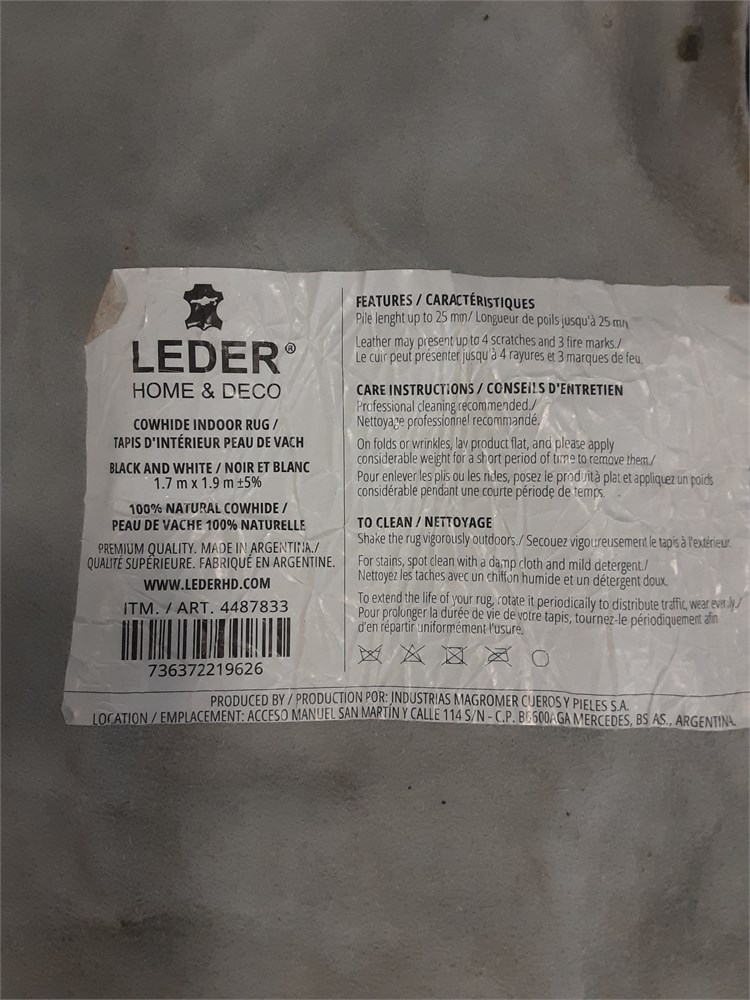 LEDER®
HOME & DECO
COWHIDE INDOOR RUG /
TAPIS D'INTÉRIEUR PEAU DE VACH
BLACK AND WHITE / NOIR ET BLANC
1.7 m x 1.9 m ±5%
100% NATURAL COWHIDE /
PEAU DE VACHE 100% NATURELLE
PREMIUM QUALITY. MADE IN ARGENTINA./
QUALITÉ SUPÉRIEURE. FABRIQUÉ EN ARGENTINE.
WWW.LEDERHD.COM
ITM. / ART. 4487833
736372219626
FEATURES / CARACTÉRISTIQUES
Pile lenght up to 25 mm/ Longueur de poils jusqu'à 25 mm
Leather may present up to 4 scratches and 3 fire marks./
Le cuir peut présenter jusqu'à 4 rayures et 3 marques de feu.
CARE INSTRUCTIONS / CONSEILS D'ENTRETIEN
Professional cleaning recommended./
Nettoyage professionnel recommandé.
On folds or wrinkles, lay product flat, and please apply
considerable weight for a short period of time to remove them./
Pour enlever les plis ou les rides, posez le produit à plat et appliquez un poids
considérable pendant une courte période de temps.
TO CLEAN / NETTOYAGE
Shake the rug vigorously outdoors./ Secouez vigoureusement le tapis à l'extérieur.
For stains, spot clean with a damp cloth and mild detergent./
Nettoyez les taches avec un chiffon humide et un détergent doux.
To extend the life of your rug, rotate it periodically to distribute traffic, wear evenly./
Pour prolonger la durée de vie de votre tapis, tournez-le périodiquement afin
d'en répartir uniformément l'usure.
PRODUCED BY / PRODUCTION POR: INDUSTRIAS MAGROMER CUEROS Y PIELES S.A.
LOCATION / EMPLACEMENT: ACCESO MANUEL SAN MARTÍN Y CALLE 114 S/N - C.P. B6600AGA MERCEDES, BS AS., ARGENTINA.